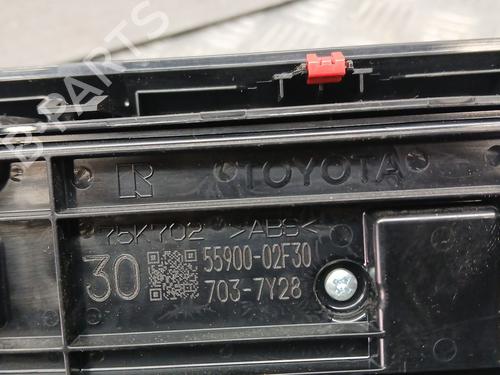 B-PARTS
R TOYOTA
75KY02 >ABS<
30 55900-02F30
703-7Y28